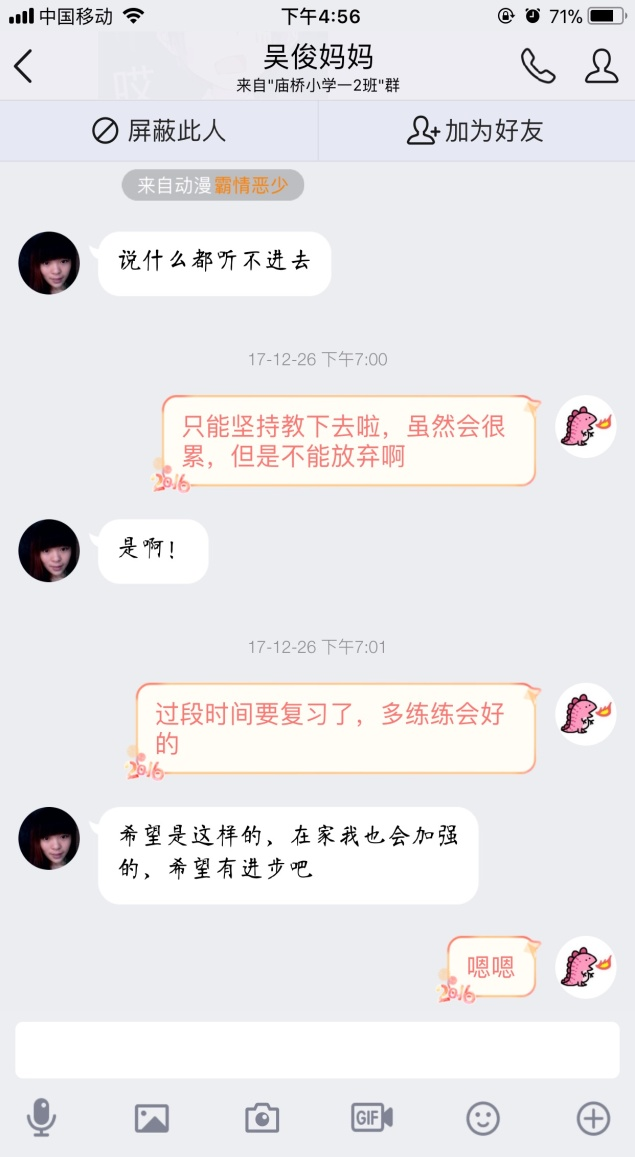 中国移动 下午4:56 71%
哎
吴俊妈妈
来自"庙桥小学一2班"群
屏蔽此人 加为好友
来自动漫霸情恶少
说什么都听不进去
17-12-26 下午7:00
只能坚持教下去啦，虽然会很
累，但是不能放弃啊
2016
是啊！
17-12-26 下午7:01
过段时间要复习了，多练练会好
的
2016
希望是这样的，在家我也会加强
的，希望有进步吧
嗯嗯
2016
GIF